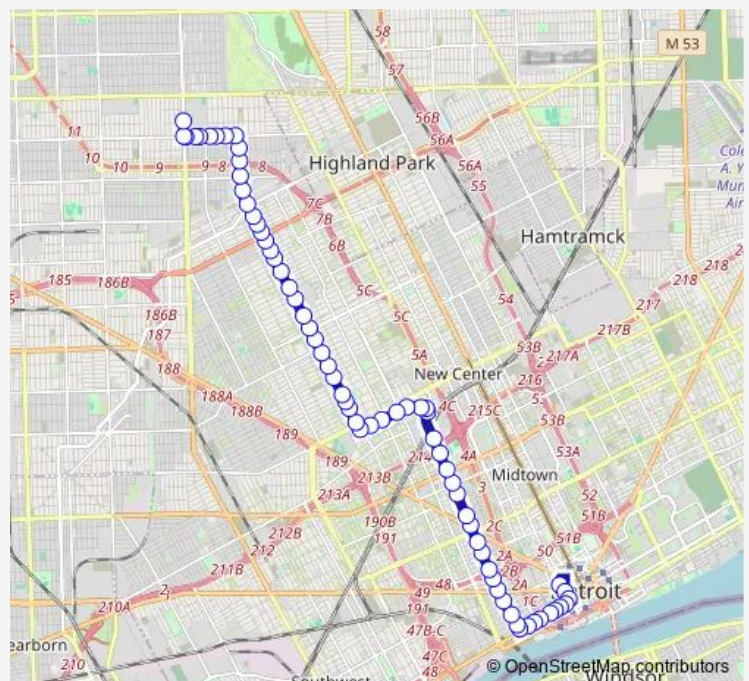 58
M 53
57
56B
56A
11
10
10
9
9
8
8
Highland Park
56A
55
7C
7B
6B
Hamtramck
185
186B
5C
54
218
218
186B
217
187
5C
217B
53B
217A
188
5A
New Center
216
188A
4C
215C
188B
53B
189
4A
53A
189
214
213B
Midtown
213A
3
52
190B
2C
51B
212B
191
51B
212
50
2A
211B
2B
48
2A
210A
49
1C
troit
191
47B-C
earborn
210
47C
48
© OpenStreetMap contributors
Southwest
Windsor